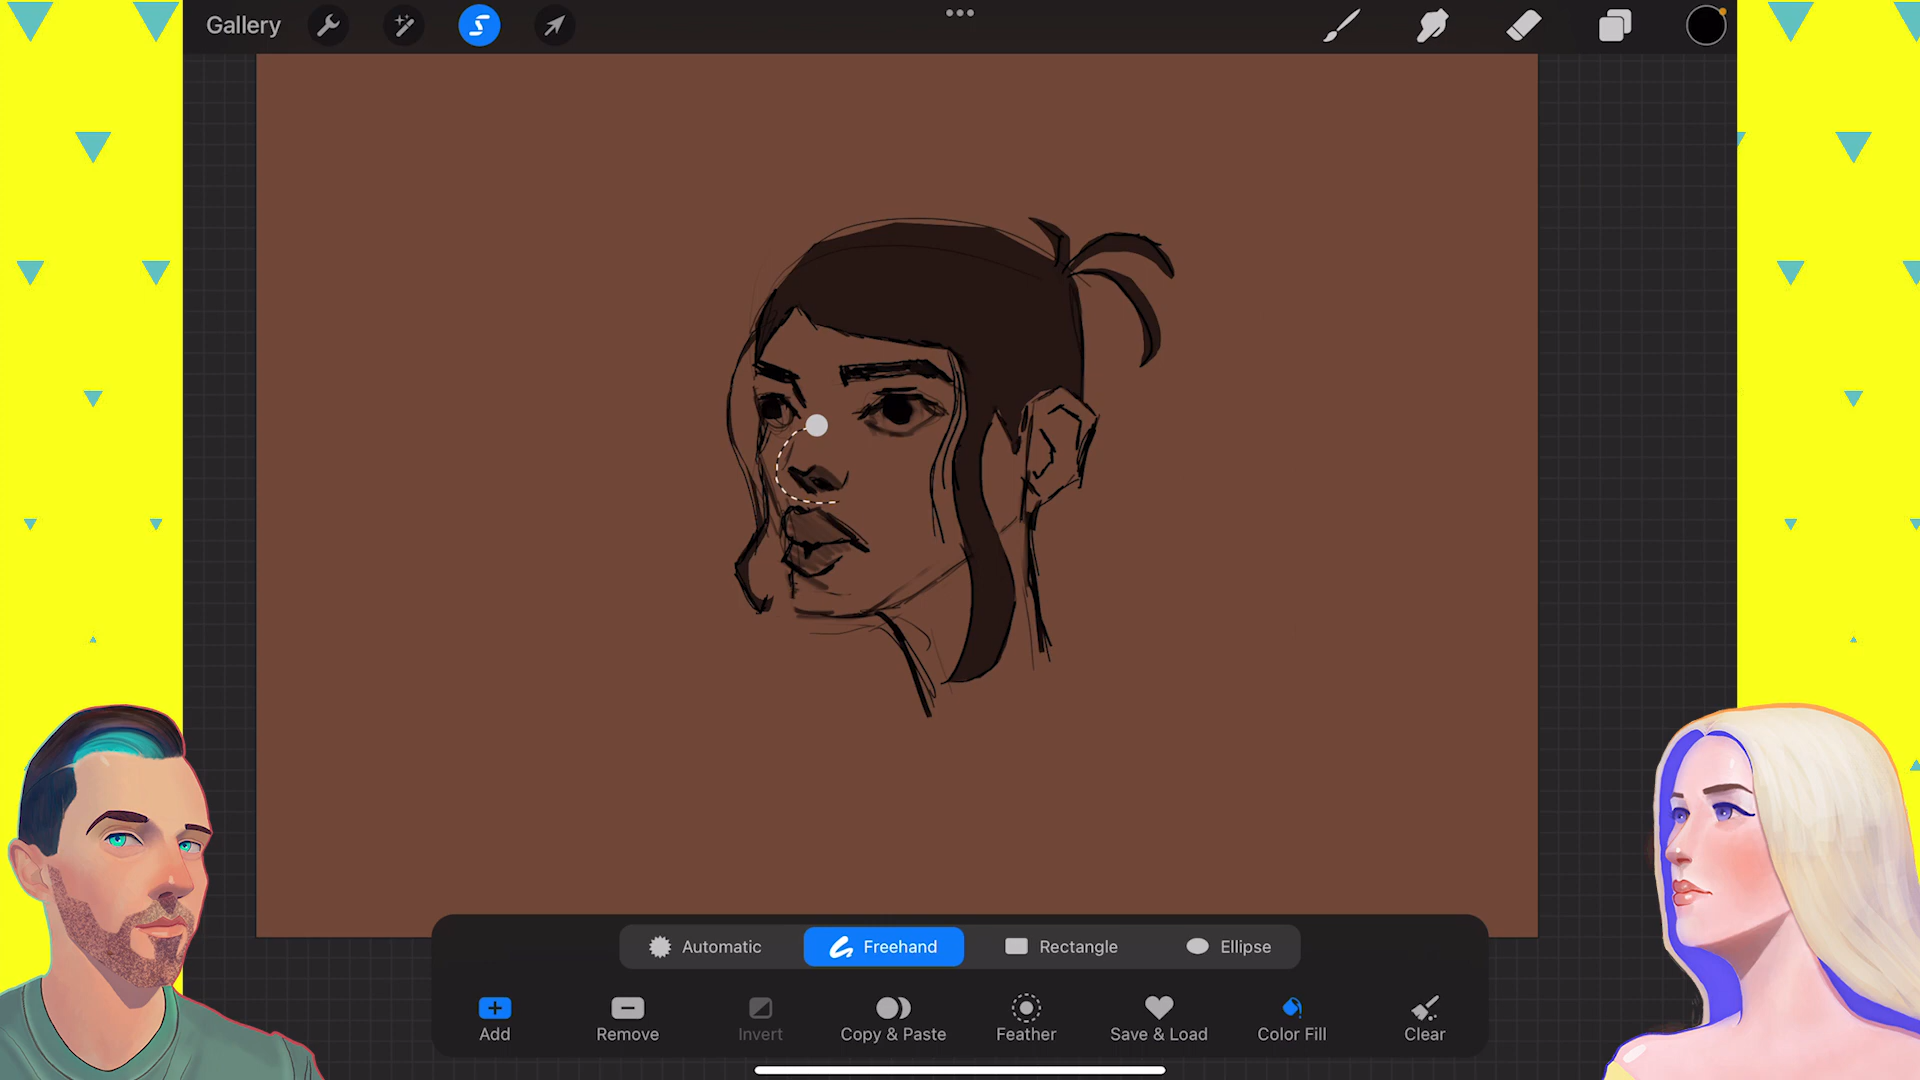 Gallery
Automatic
Freehand
Rectangle
Ellipse
Add
Remove
Invert
Copy & Paste
Feather
Save & Load
Color Fill
Clear